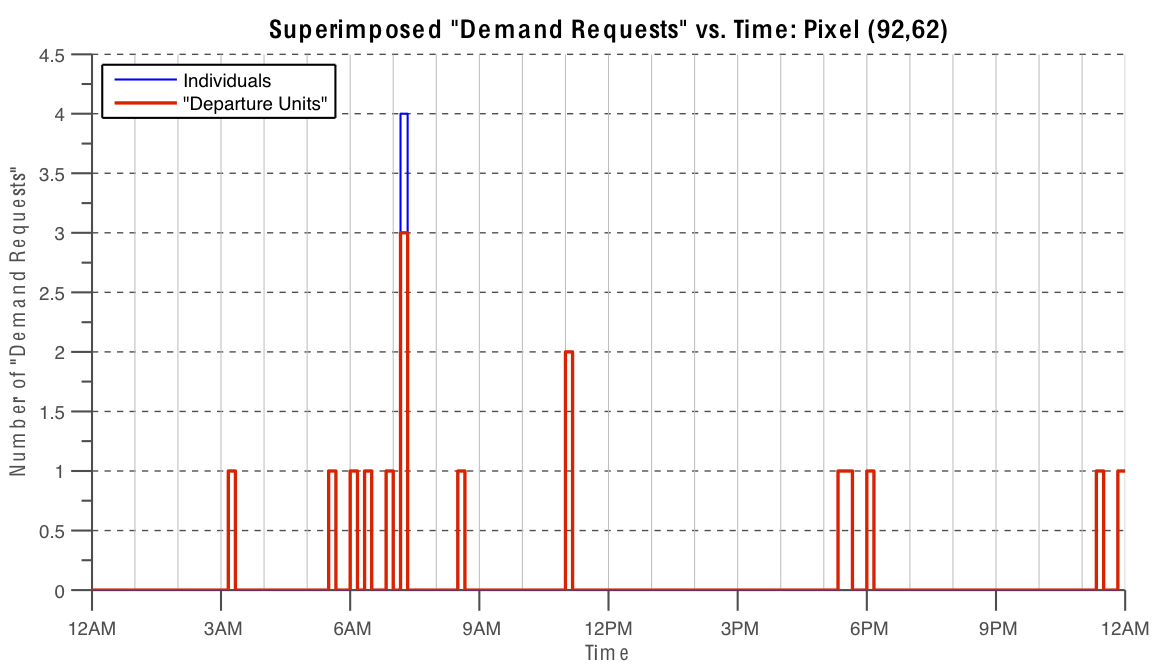 Superimposed "Demand Requests" vs. Time: Pixel (92,62)
Individuals
"Departure Units"
Number of "Demand Requests"
4.5
4
3.5
3
2.5
2
1.5
1
0.5
0
12AM 3AM 6AM 9AM 12PM 3PM 6PM 9PM 12AM
Time